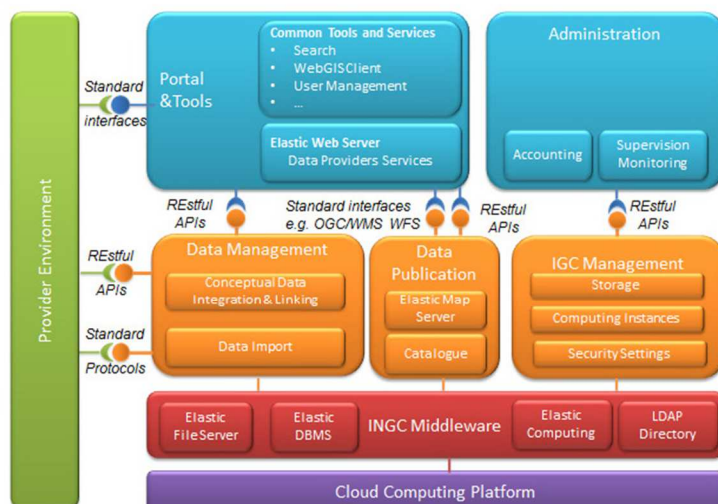 Provider Environment
Standard
interfaces
REstful
APIs
Standard
Protocols
Portal
&Tools
Common Tools and Services
• Search
• WebGISClient
• User Management
• ...
Elastic Web Server
Data Providers Services
Administration
Accounting
Supervision
Monitoring
REstful
APIs
Standard interfaces
e.g. OGC/WMS WFS
REstful
APIs
REstful
APIs
Data Management
Conceptual Data
Integration & Linking
Data Import
Data
Publication
Elastic Map
Server
Catalogue
IGC Management
Storage
Computing Instances
Security Settings
Elastic
FileServer
Elastic
DBMS
INGC Middleware
Elastic
Computing
LDAP
Directory
Cloud Computing Platform